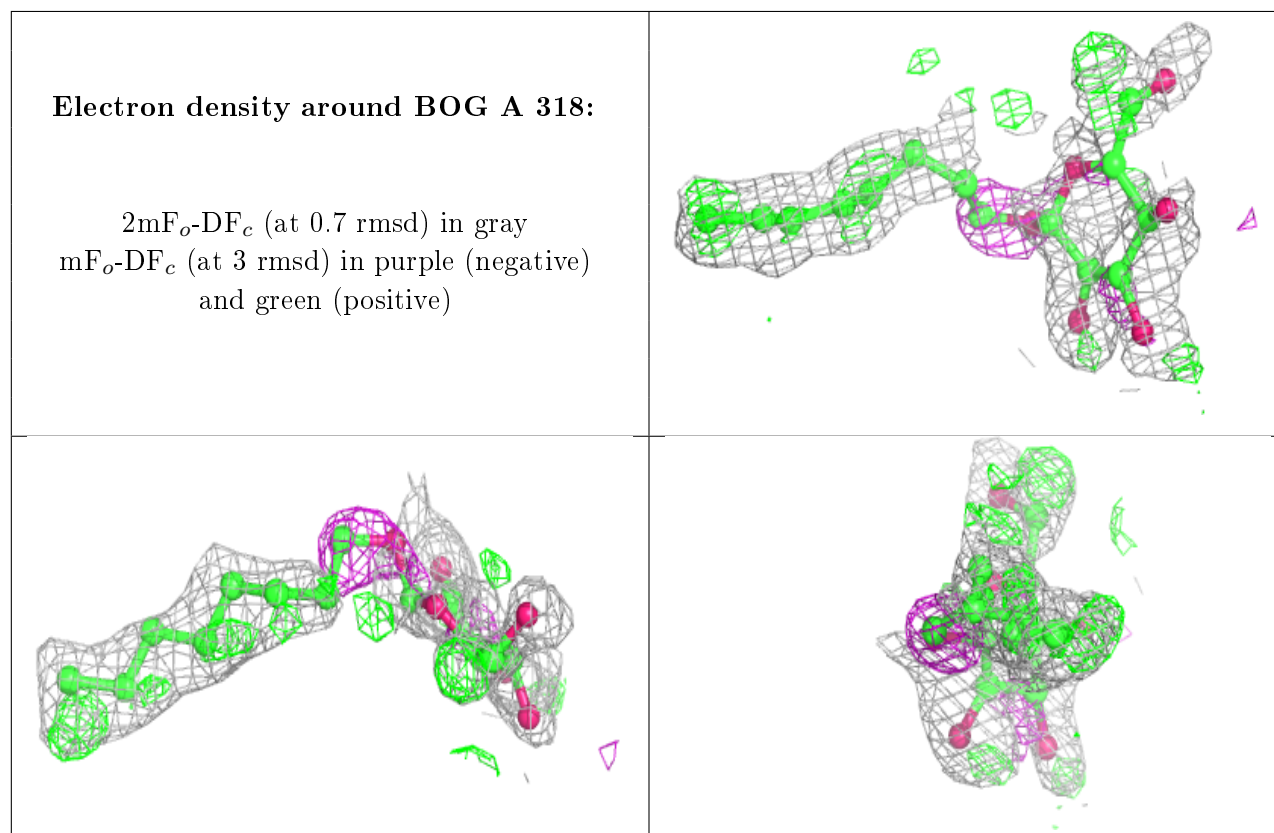 Electron density around BOG A 318:
2mFo-DFc (at 0.7 rmsd) in gray
mFo-DFc (at 3 rmsd) in purple (negative)
and green (positive)